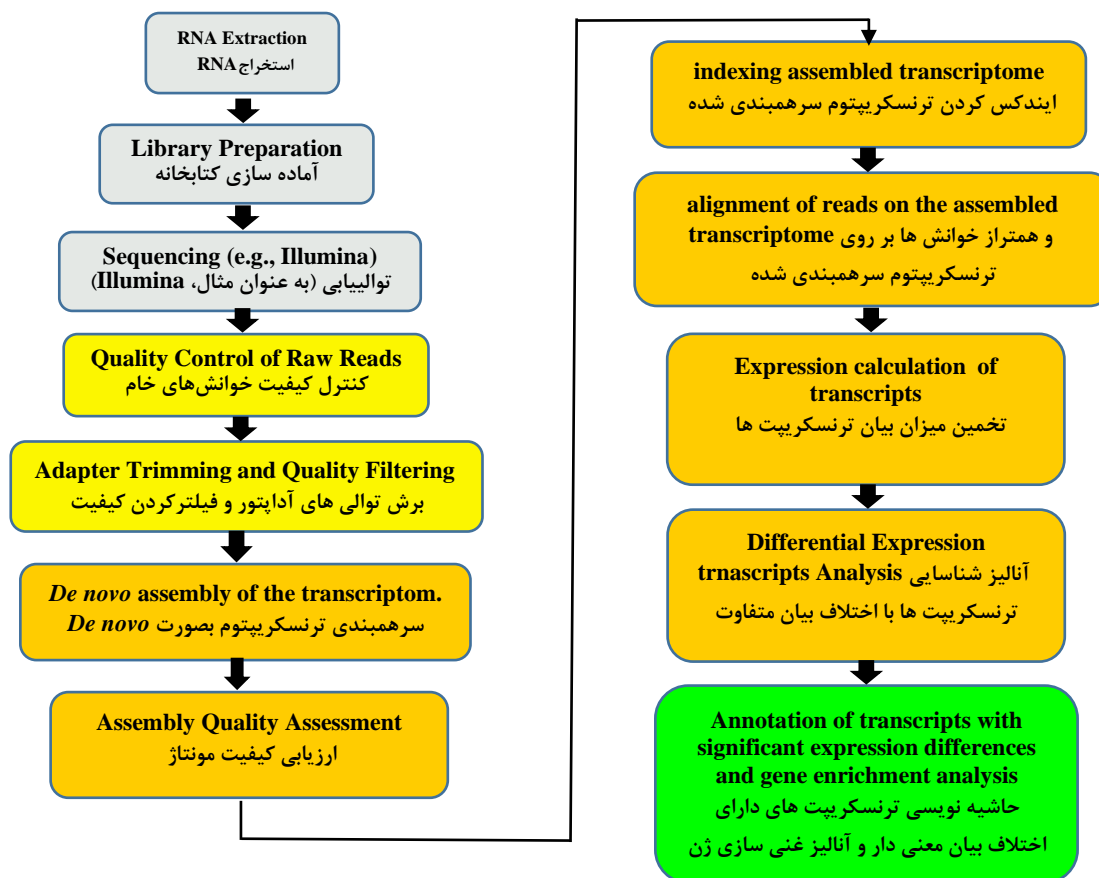 RNA Extraction
استخراج RNA
Library Preparation
آماده سازی کتابخانه
Sequencing (e.g., Illumina)
توالییابی (به عنوان مثال، Illumina)
Quality Control of Raw Reads
کنترل کیفیت خوانش‌های خام
Adapter Trimming and Quality Filtering
برش توالی های آداپتور و فیلترکردن کیفیت
De novo assembly of the transcriptom.
سرهمبندی ترنسکریپتوم بصورت De novo
Assembly Quality Assessment
ارزیابی کیفیت مونتاژ
indexing assembled transcriptome
ایندکس کردن ترنسکریپتوم سرهمبندی شده
alignment of reads on the assembled
transcriptome و همتراز خوانش ها بر روی
ترنسکریپتوم سرهمبندی شده
Expression calculation of
transcripts
تخمین میزان بیان ترنسکریپت ها
Differential Expression
trnascripts Analysis آنالیز شناسایی
ترنسکریپت ها با اختلاف بیان متفاوت
Annotation of transcripts with
significant expression differences
and gene enrichment analysis
حاشیه نویسی ترنسکریپت های دارای
اختلاف بیان معنی دار و آنالیز غنی سازی ژن